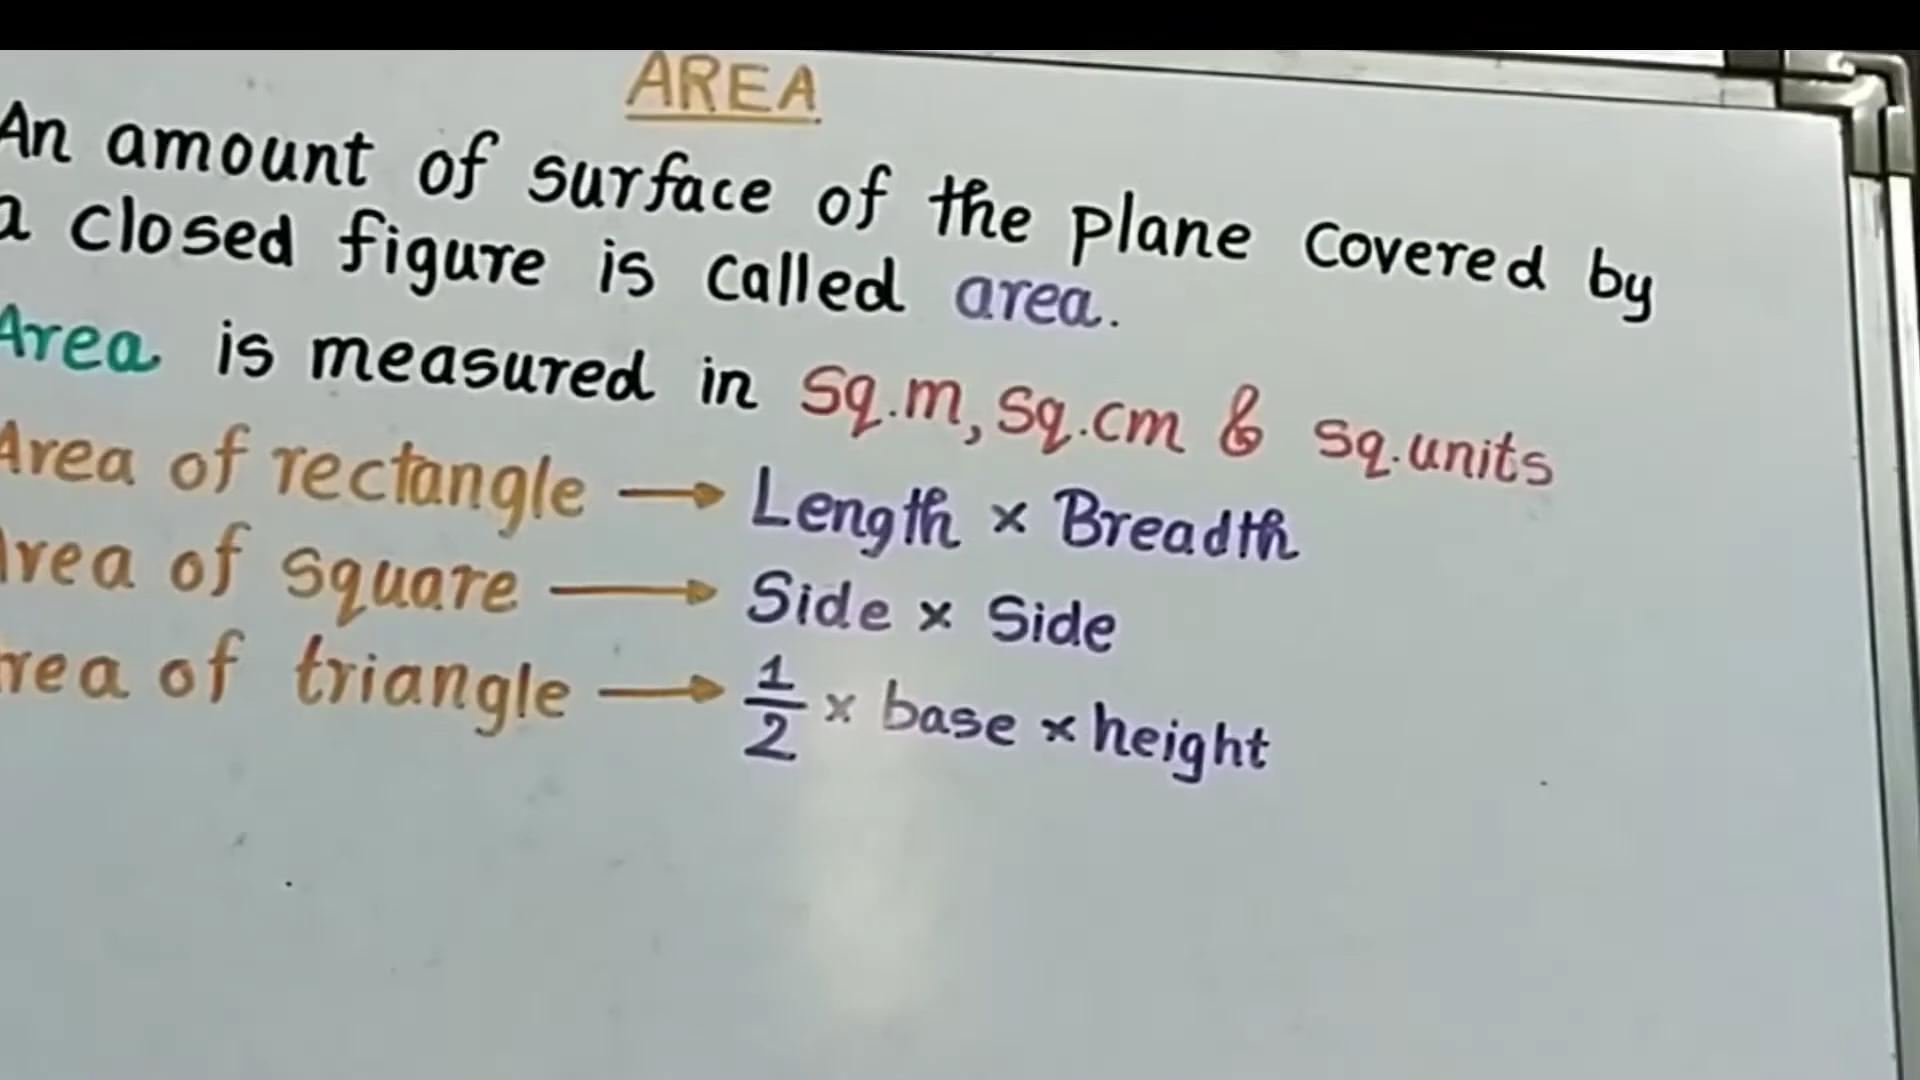 AREA
An amount of surface of the plane covered by
a closed figure is called area.
Area is measured in Sq.m, Sq.cm & sq.units
Area of rectangle → Length × Breadth
Area of square → Side × Side
Area of triangle → 1/2 × base × height